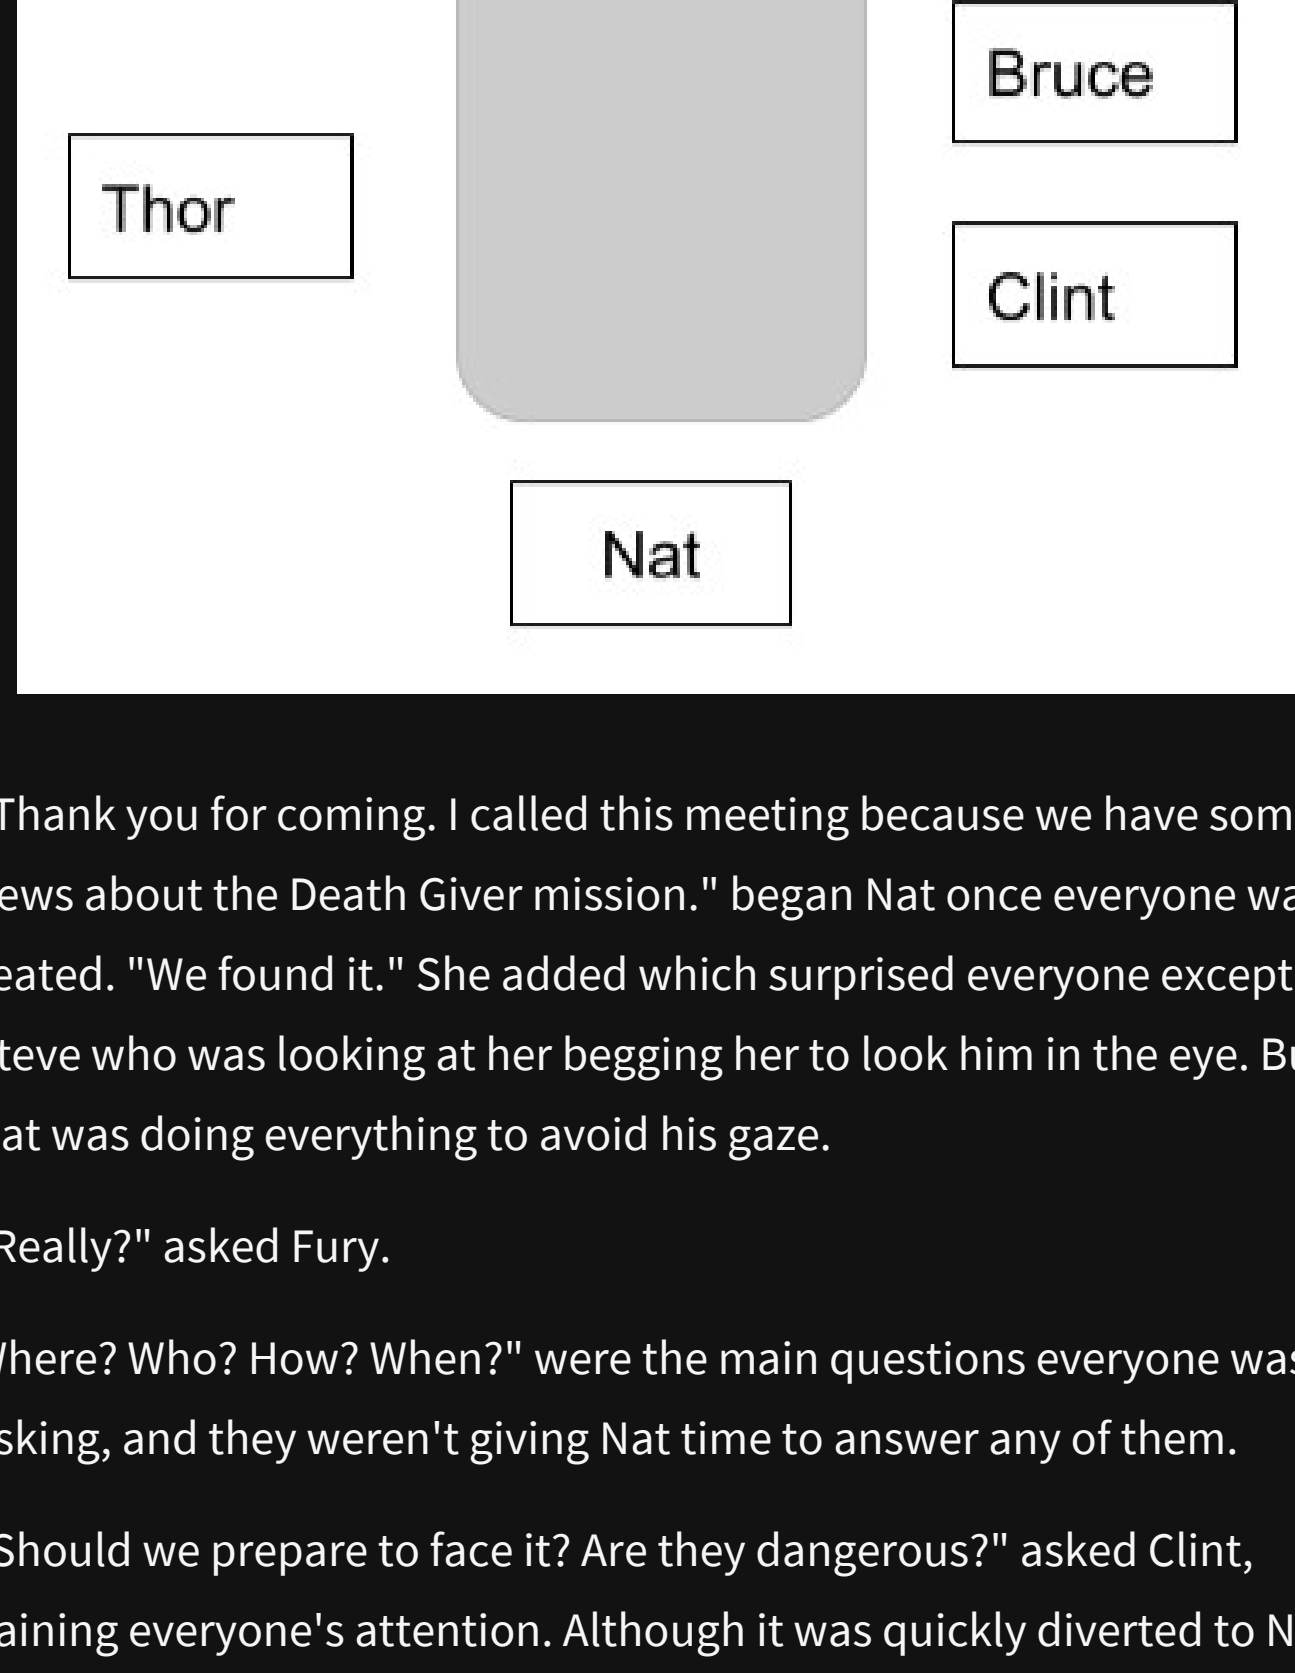 Bruce
Thor
Clint
Nat
Thank you for coming. I called this meeting because we have som
ews about the Death Giver mission." began Nat once everyone wa
eated. "We found it." She added which surprised everyone except
teve who was looking at her begging her to look him in the eye. Bu
at was doing everything to avoid his gaze.
Really?" asked Fury.
here? Who? How? When?" were the main questions everyone was
sking, and they weren't giving Nat time to answer any of them.
Should we prepare to face it? Are they dangerous?" asked Clint,
aining everyone's attention. Although it was quickly diverted to N